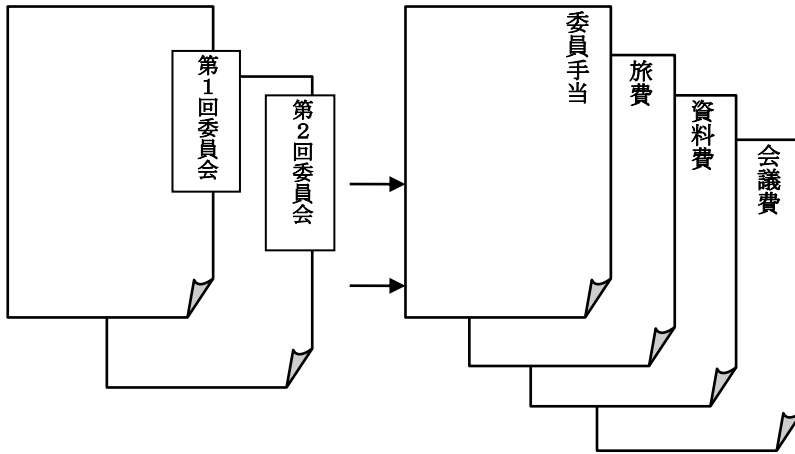 第1回委員会
第2回委員会
委員手当
旅費
資料費
会議費